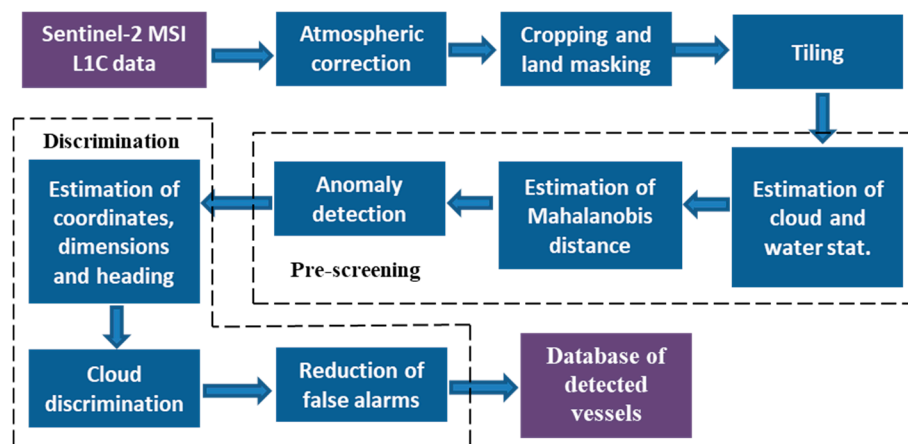 Sentinel-2 MSI
L1C data
Atmospheric
correction
Cropping and
land masking
Tiling
Estimation of
cloud and
water stat.
Estimation of
Mahalanobis
distance
Anomaly
detection
Pre-screening
Discrimination
Estimation of
coordinates,
dimensions
and heading
Cloud
discrimination
Reduction of
false alarms
Database of
detected
vessels